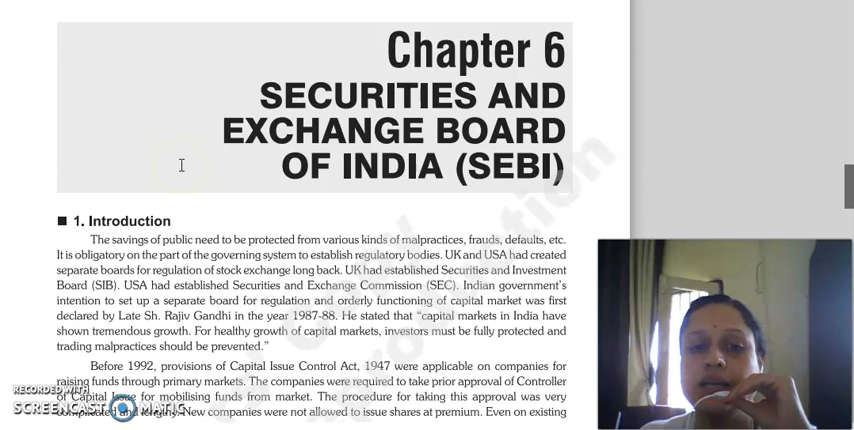 Chapter 6
SECURITIES AND
EXCHANGE BOARD
OF INDIA (SEBI)
■ 1. Introduction
The savings of public need to be protected from various kinds of malpractices, frauds, defaults, etc.
It is obligatory on the part of the governing system to establish regulatory bodies. UK and USA had created
separate boards for regulation of stock exchange long back. UK had established Securities and Investment
Board (SIB). USA had established Securities and Exchange Commission (SEC). Indian government's
intention to set up a separate board for regulation and orderly functioning of capital market was first
declared by Late Sh. Rajiv Gandhi in the year 1987-88. He stated that "capital markets in India have
shown tremendous growth. For healthy growth of capital markets, investors must be fully protected and
trading malpractices should be prevented."
Before 1992, provisions of Capital Issue Control Act, 1947 were applicable on companies for
raising funds through primary markets. The companies were required to take prior approval of Controller
of Capital Issue for mobilising funds from market. The procedure for taking this approval was very
complicated and lengthy. New companies were not allowed to issue shares at premium. Even on existing
RECORDED WITH
SCREENCAST MATIC